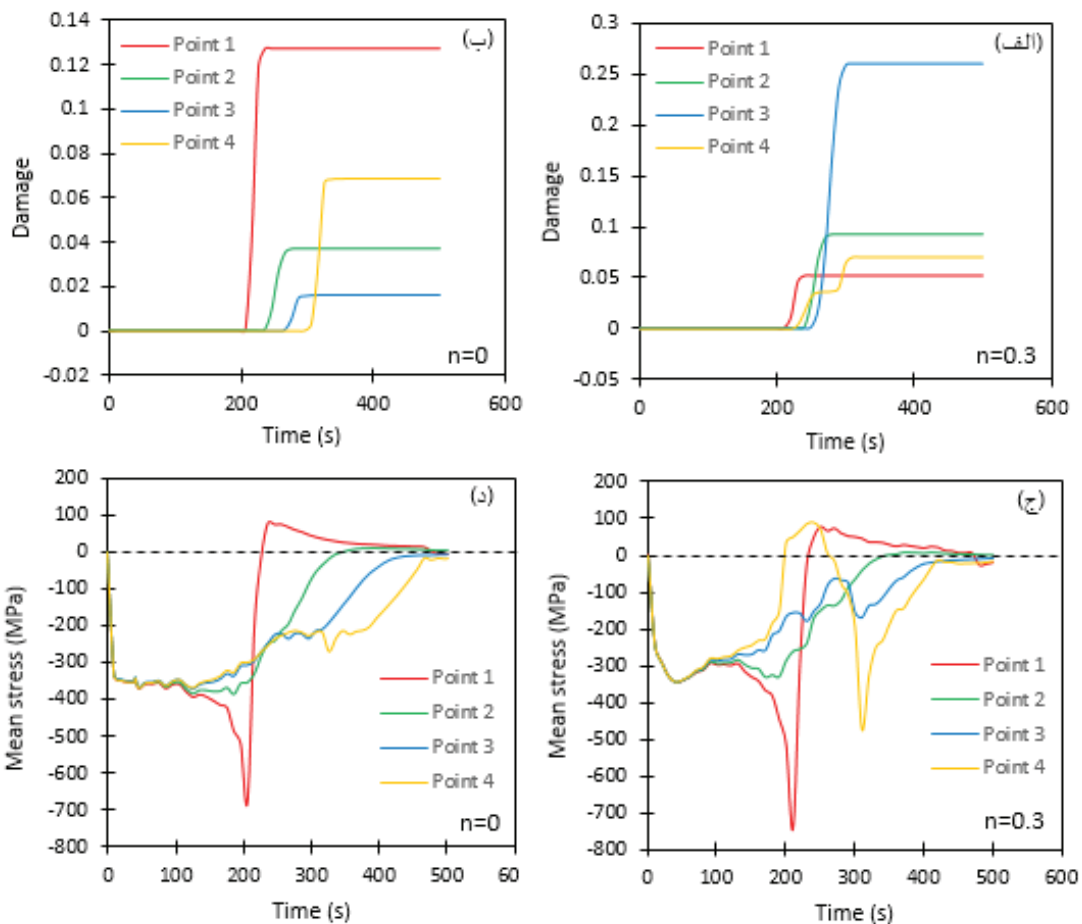 0.14
0.12
0.1
0.08
0.06
0.04
0.02
0
-0.02
Damage
Point 1
Point 2
Point 3
Point 4
(ب)
n=0
0
200
400
600
Time (s)
0.3
0.25
0.2
0.15
0.1
0.05
0
-0.05
Damage
Point 1
Point 2
Point 3
Point 4
(الف)
n=0.3
0
200
400
600
Time (s)
200
100
0
-100
-200
-300
-400
-500
-600
-700
-800
Mean stress (MPa)
(د)
Point 1
Point 2
Point 3
Point 4
n=0
0
100
200
300
400
500
60
Time (s)
200
100
0
-100
-200
-300
-400
-500
-600
-700
-800
Mean stress (MPa)
(ج)
Point 1
Point 2
Point 3
Point 4
n=0.3
0
100
200
300
400
500
600
Time (s)